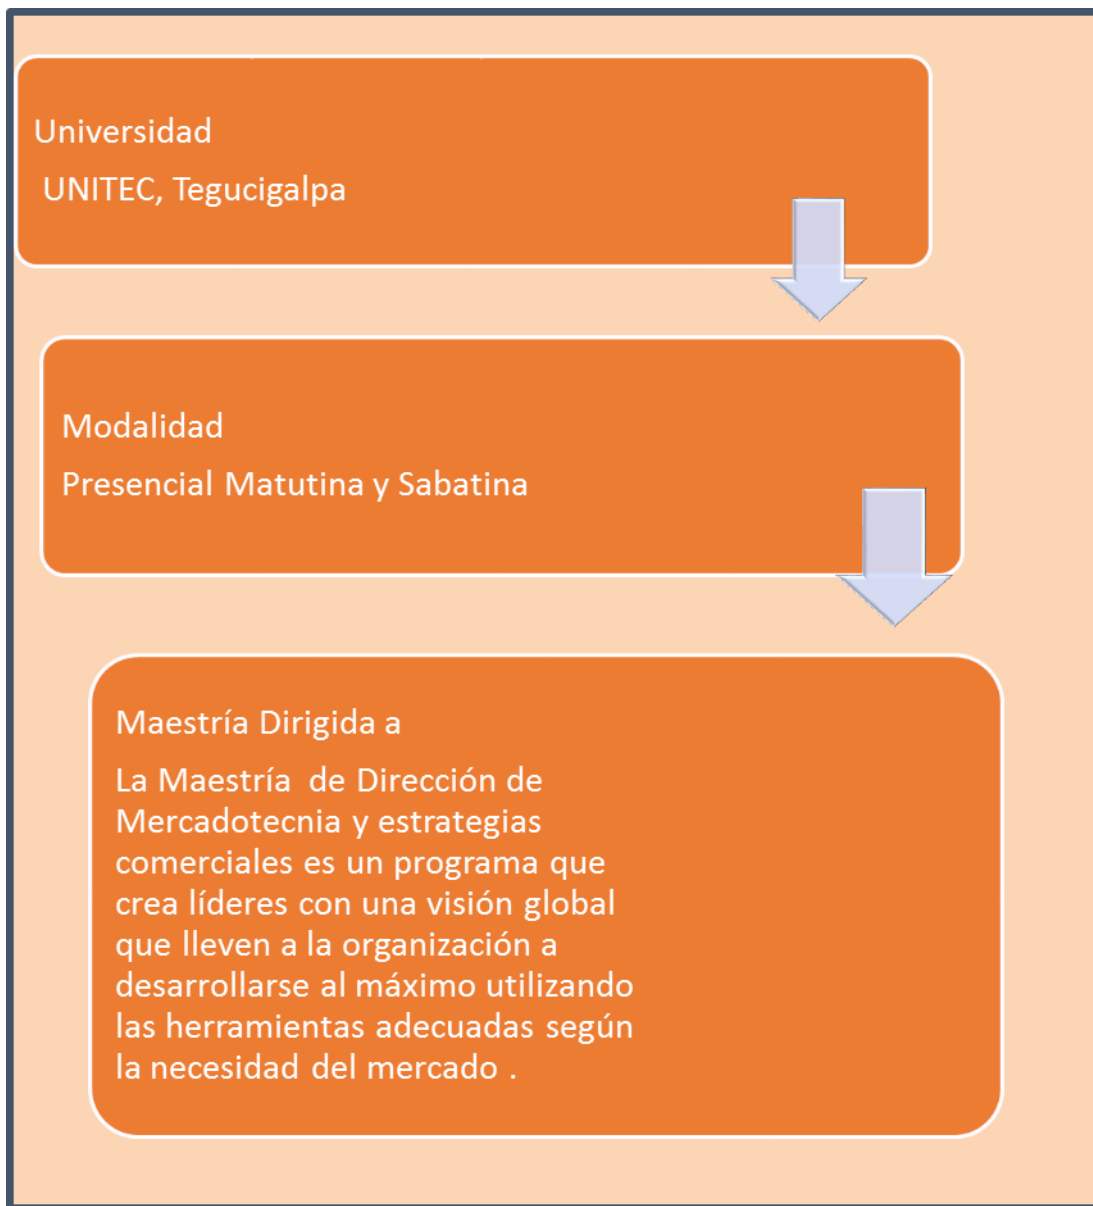 Universidad
UNITEC, Tegucigalpa
Modalidad
Presencial Matutina y Sabatina
Maestría Dirigida a
La Maestría de Dirección de
Mercadotecnia y estrategias
comerciales es un programa que
crea líderes con una visión global
que lleven a la organización a
desarrollarse al máximo utilizando
las herramientas adecuadas según
la necesidad del mercado .